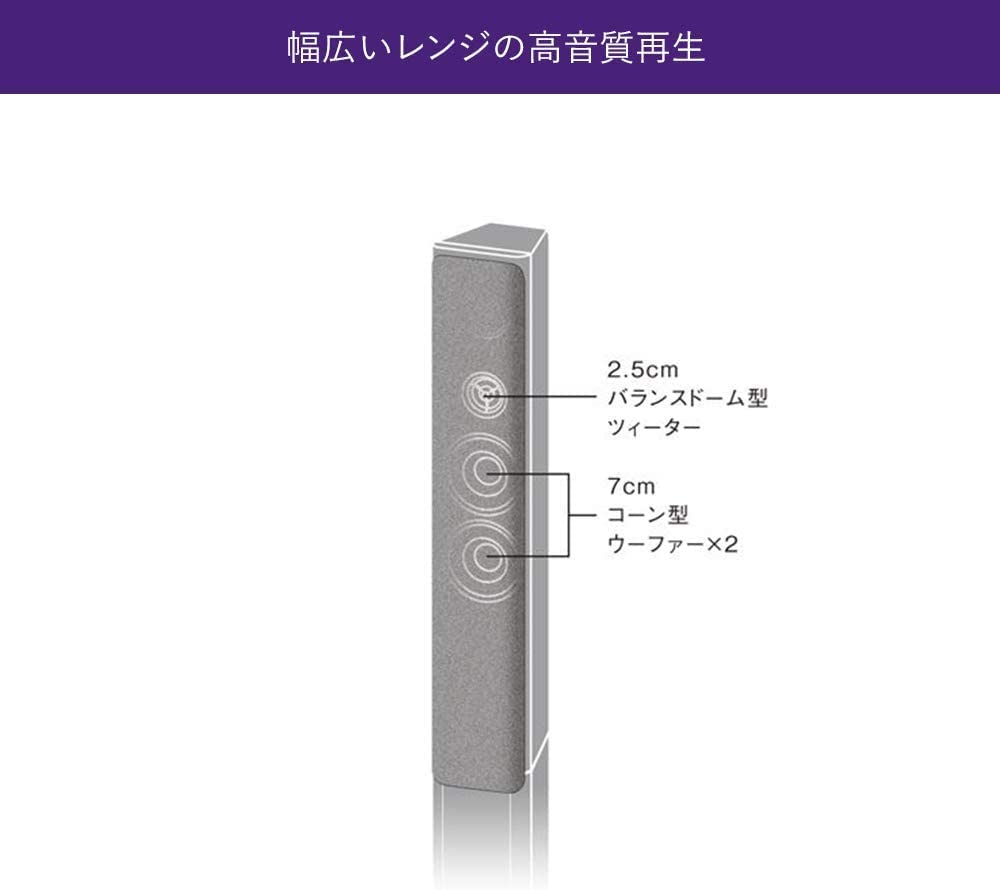 幅広いレンジの高音質再生
2.5cm
バランスドーム型
ツィーター
7cm
コーン型
ウーファー×2